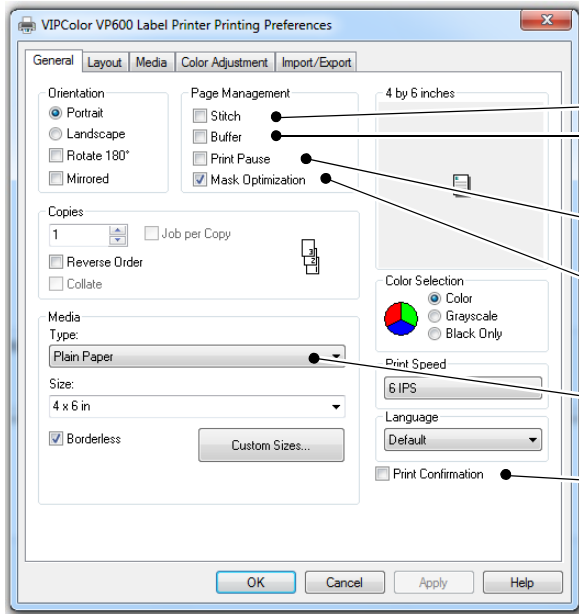 VIPColor VP600 Label Printer Printing Preferences
X
General Layout Media Color Adjustment Import/Export
Orientation
Portrait
Landscape
Rotate 180°
Mirrored
Page Management
Stitch
Buffer
Print Pause
Mask Optimization
4 by 6 inches
Copies
1
Job per Copy
Reverse Order
Collate
3
2
1
Color Selection
Color
Grayscale
Black Only
Media
Type:
Plain Paper
Size:
4 x 6 in
Borderless
Custom Sizes...
Print Speed
6 IPS
Language
Default
Print Confirmation
OK Cancel Apply Help